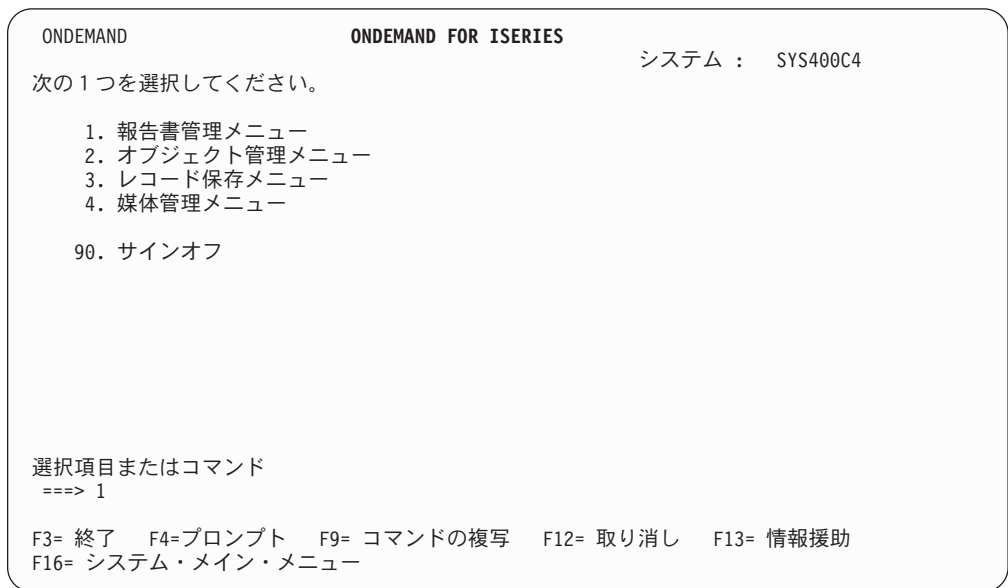 ONDEMAND ONDEMAND FOR ISERIES
システム : SYS400C4
次の1つを選択してください。
1. 報告書管理メニュー
2. オブジェクト管理メニュー
3. レコード保存メニュー
4. 媒体管理メニュー
90. サインオフ
選択項目またはコマンド
===> 1
F3= 終了 F4=プロンプト F9= コマンドの複写 F12= 取り消し F13= 情報援助
F16= システム・メイン・メニュー